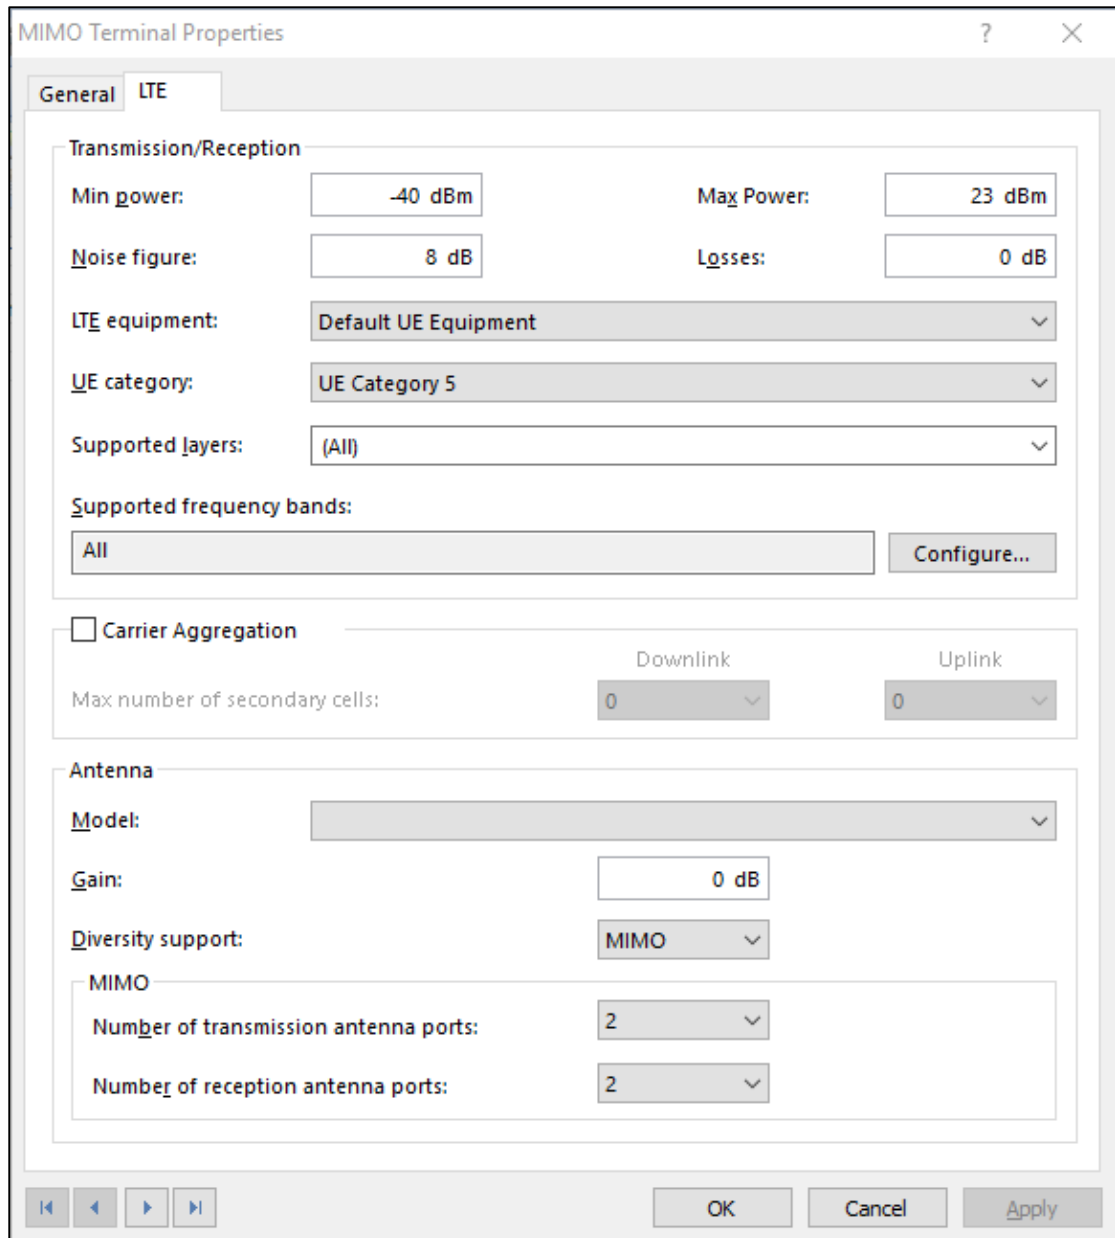 MIMO Terminal Properties ?
General LTE
Transmission/Reception
Min power: -40 dBm Max Power: 23 dBm
Noise figure: 8 dB Losses: 0 dB
LTE equipment: Default UE Equipment
UE category: UE Category 5
Supported layers: (All)
Supported frequency bands:
All Configure...
Carrier Aggregation
Downlink Uplink
Max number of secondary cells: 0 0
Antenna
Model:
Gain: 0 dB
Diversity support: MIMO
MIMO
Number of transmission antenna ports: 2
Number of reception antenna ports: 2
OK Cancel Apply